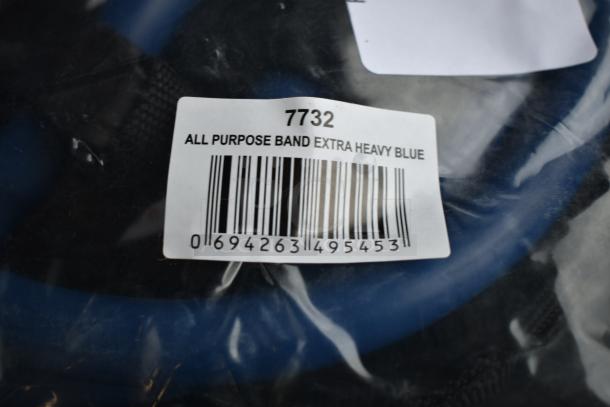 7732
ALL PURPOSE BAND EXTRA HEAVY BLUE
0 694263 495453